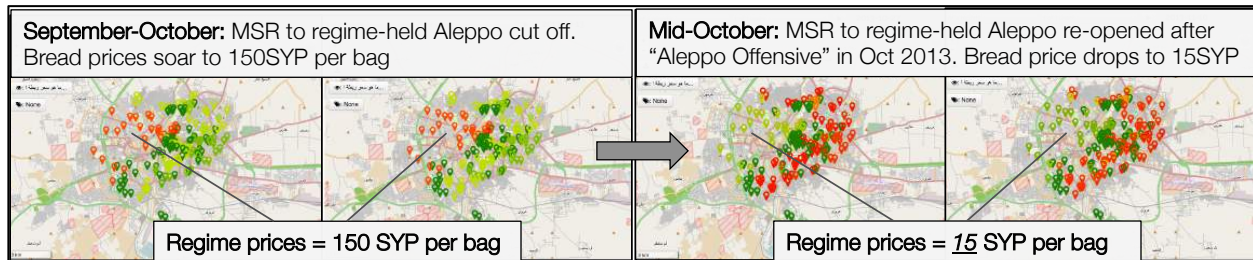 September-October: MSR to regime-held Aleppo cut off.
Bread prices soar to 150SYP per bag
Mid-October: MSR to regime-held Aleppo re-opened after
“Aleppo Offensive” in Oct 2013. Bread price drops to 15SYP
None
None
None
None
Regime prices = 150 SYP per bag
Regime prices = 15 SYP per bag